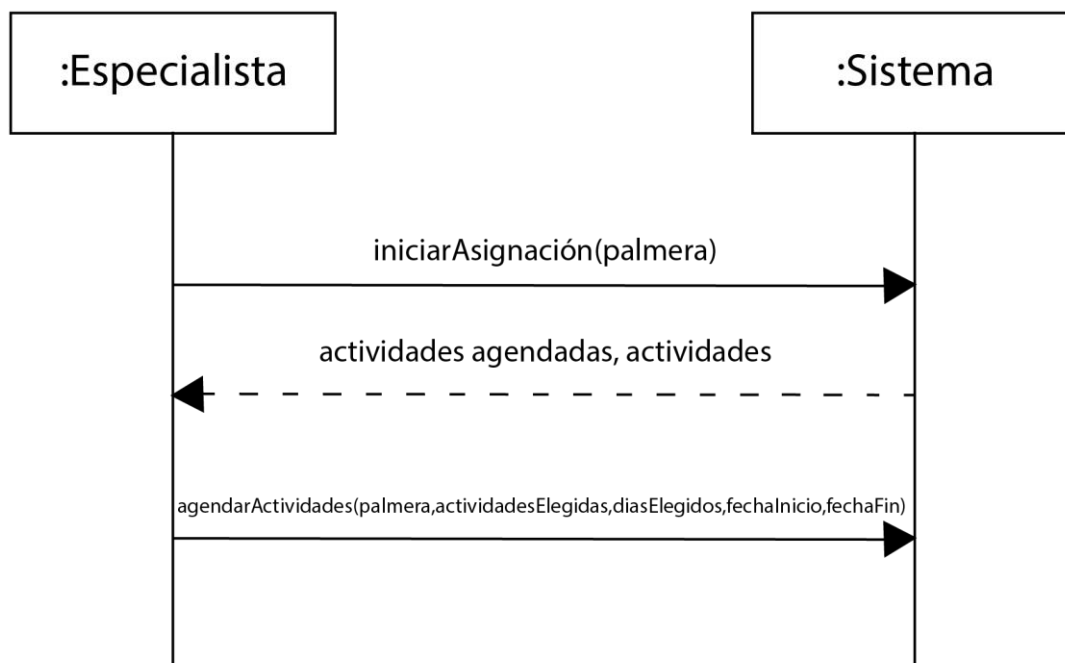 :Especialista
:Sistema
iniciarAsignación(palmera)
actividades agendadas, actividades
agendarActividades(palmera,actividadesElegidas,diasElegidos,fechaInicio,fechaFin)